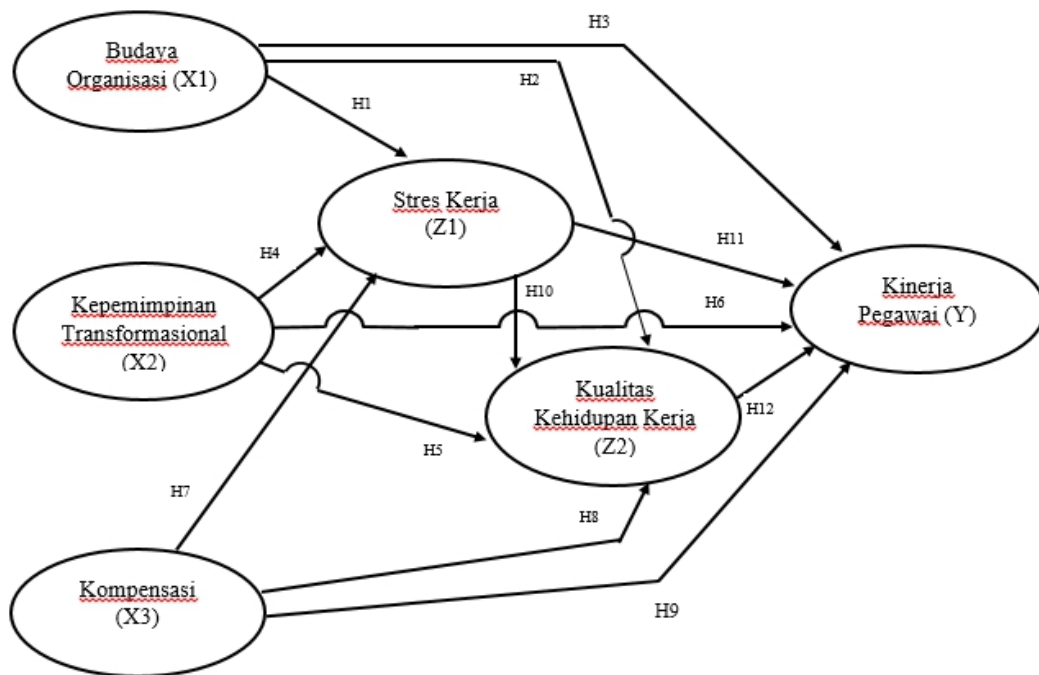 Budaya
Organisasi (X1)
H3
H2
H1
Stres Kerja
(Z1)
H11
H4
Kepemimpinan
Transformasional
(X2)
H10
H6
Kinerja
Pegawai (Y)
Kualitas
Kehidupan Kerja
(Z2)
H12
H5
H7
H8
Kompensasi
(X3)
H9